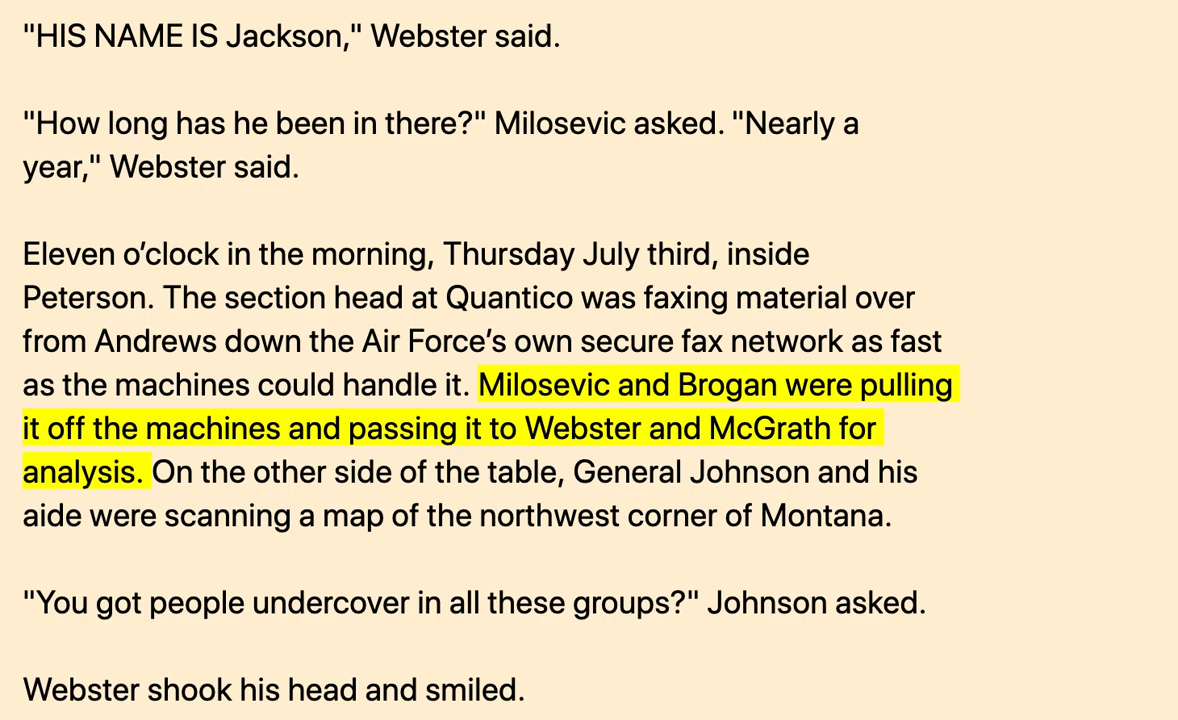 "HIS NAME IS Jackson," Webster said.
"How long has he been in there?" Milosevic asked. "Nearly a
year," Webster said.
Eleven o’clock in the morning, Thursday July third, inside
Peterson. The section head at Quantico was faxing material over
from Andrews down the Air Force’s own secure fax network as fast
as the machines could handle it. Milosevic and Brogan were pulling
it off the machines and passing it to Webster and McGrath for
analysis. On the other side of the table, General Johnson and his
aide were scanning a map of the northwest corner of Montana.
"You got people undercover in all these groups?" Johnson asked.
Webster shook his head and smiled.